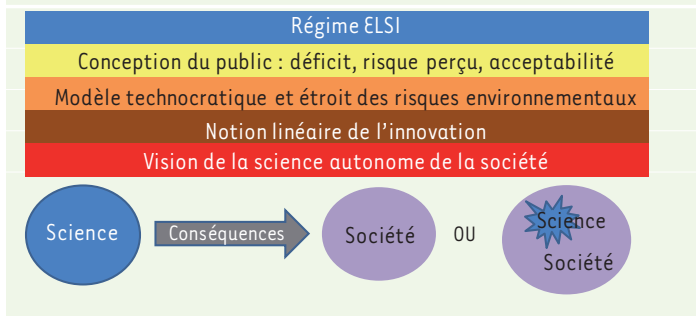 Régime ELSI
Conception du public : déficit, risque perçu, acceptabilité
Modèle technocratique et étroit des risques environnementaux
Notion linéaire de l'innovation
Vision de la science autonome de la société
Science
Conséquences
Société
OU
Science
Société